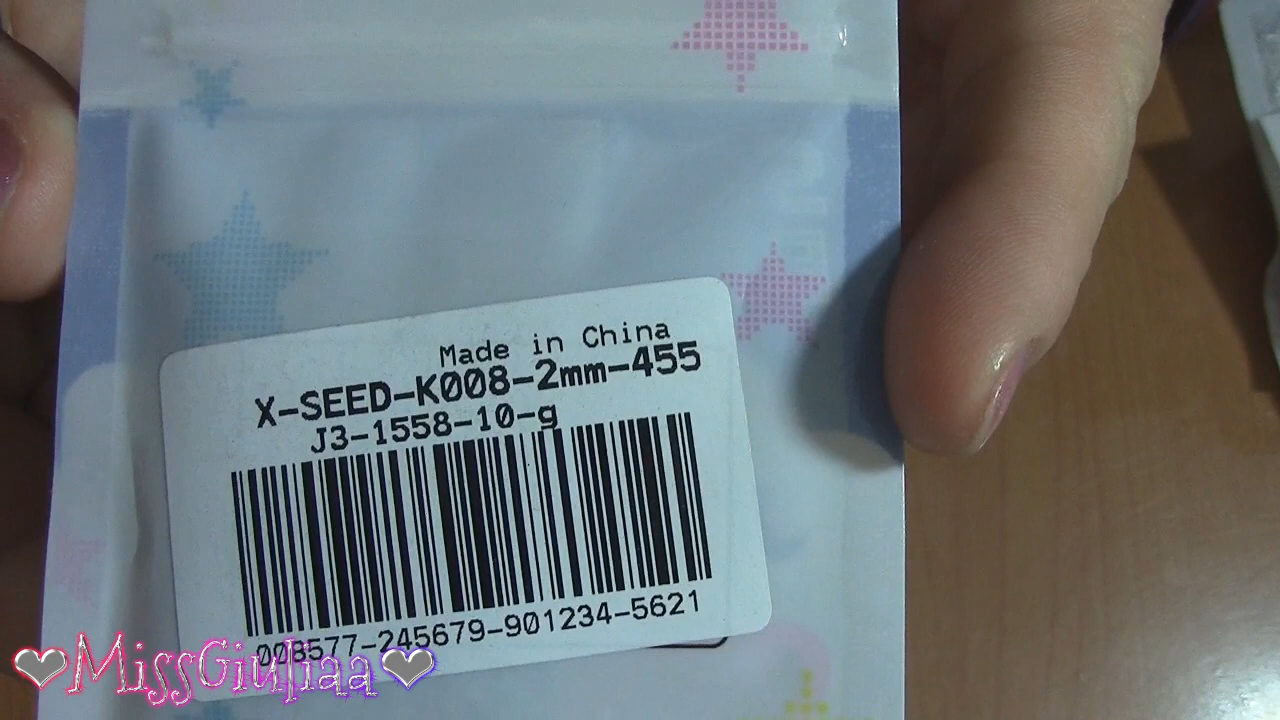 Made in China
X-SEED-K008-2mm-455
J3-1558-10-g
008577-245679-901234-5621
❤MissGiuliaa❤